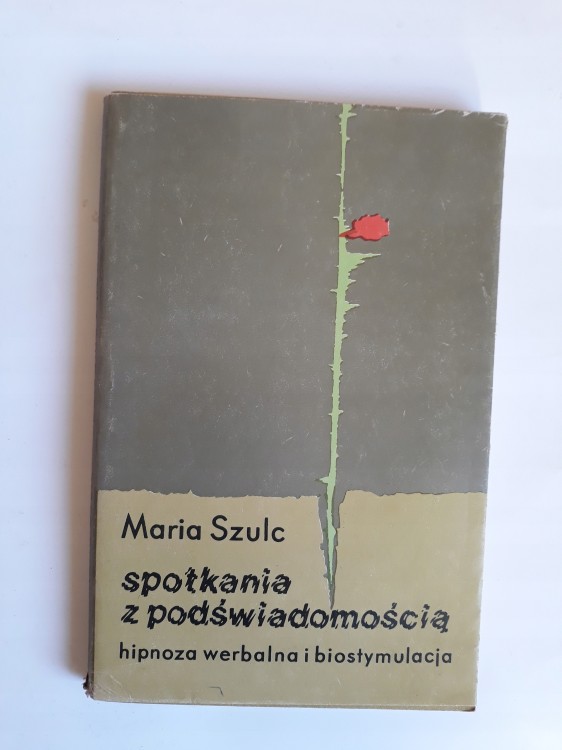 Maria Szulc
spotkania
z podświadomością
hipnoza werbalna i biostymulacja